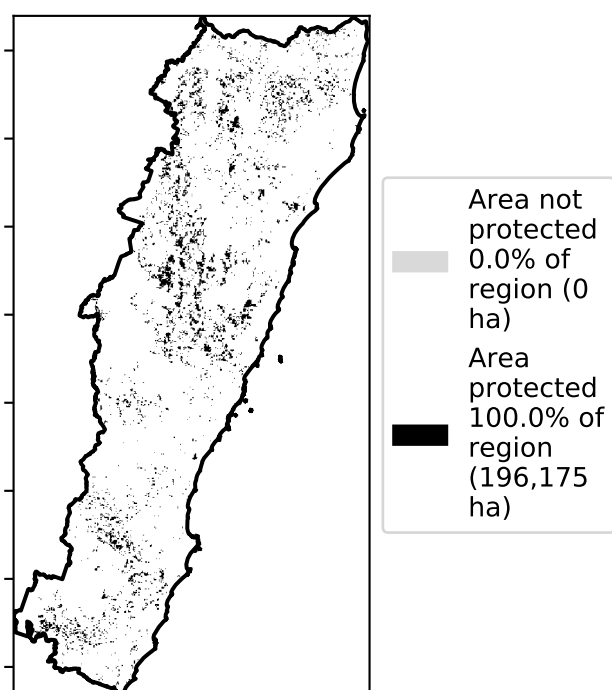 Area not
protected
0.0% of
region (0
ha)
Area
protected
100.0% of
region
(196,175
ha)